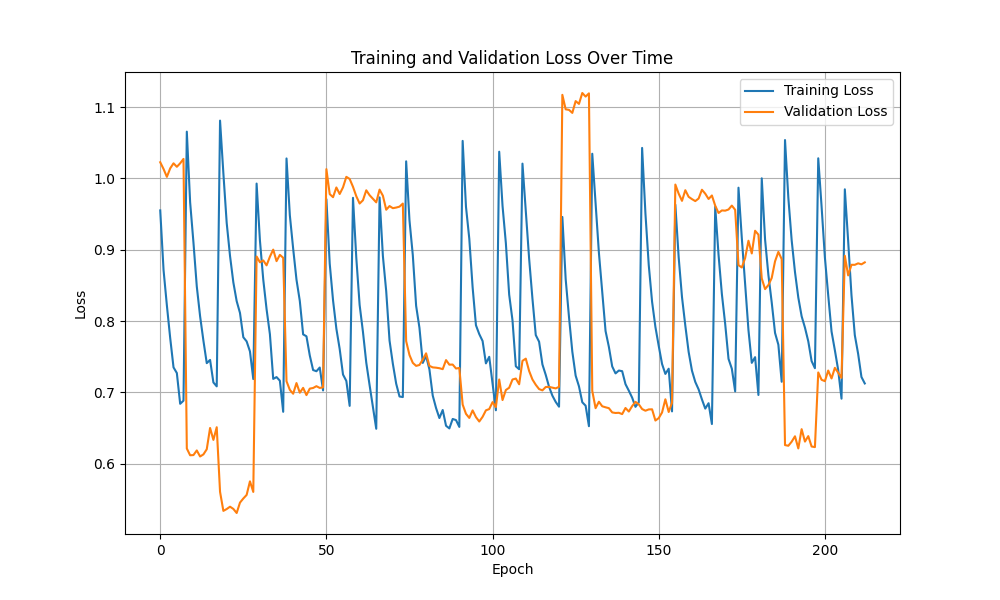 Training and Validation Loss Over Time
Training Loss
Validation Loss
1.1
1.0
0.9
0.8
0.7
0.6
Loss
0
50
100
150
200
Epoch